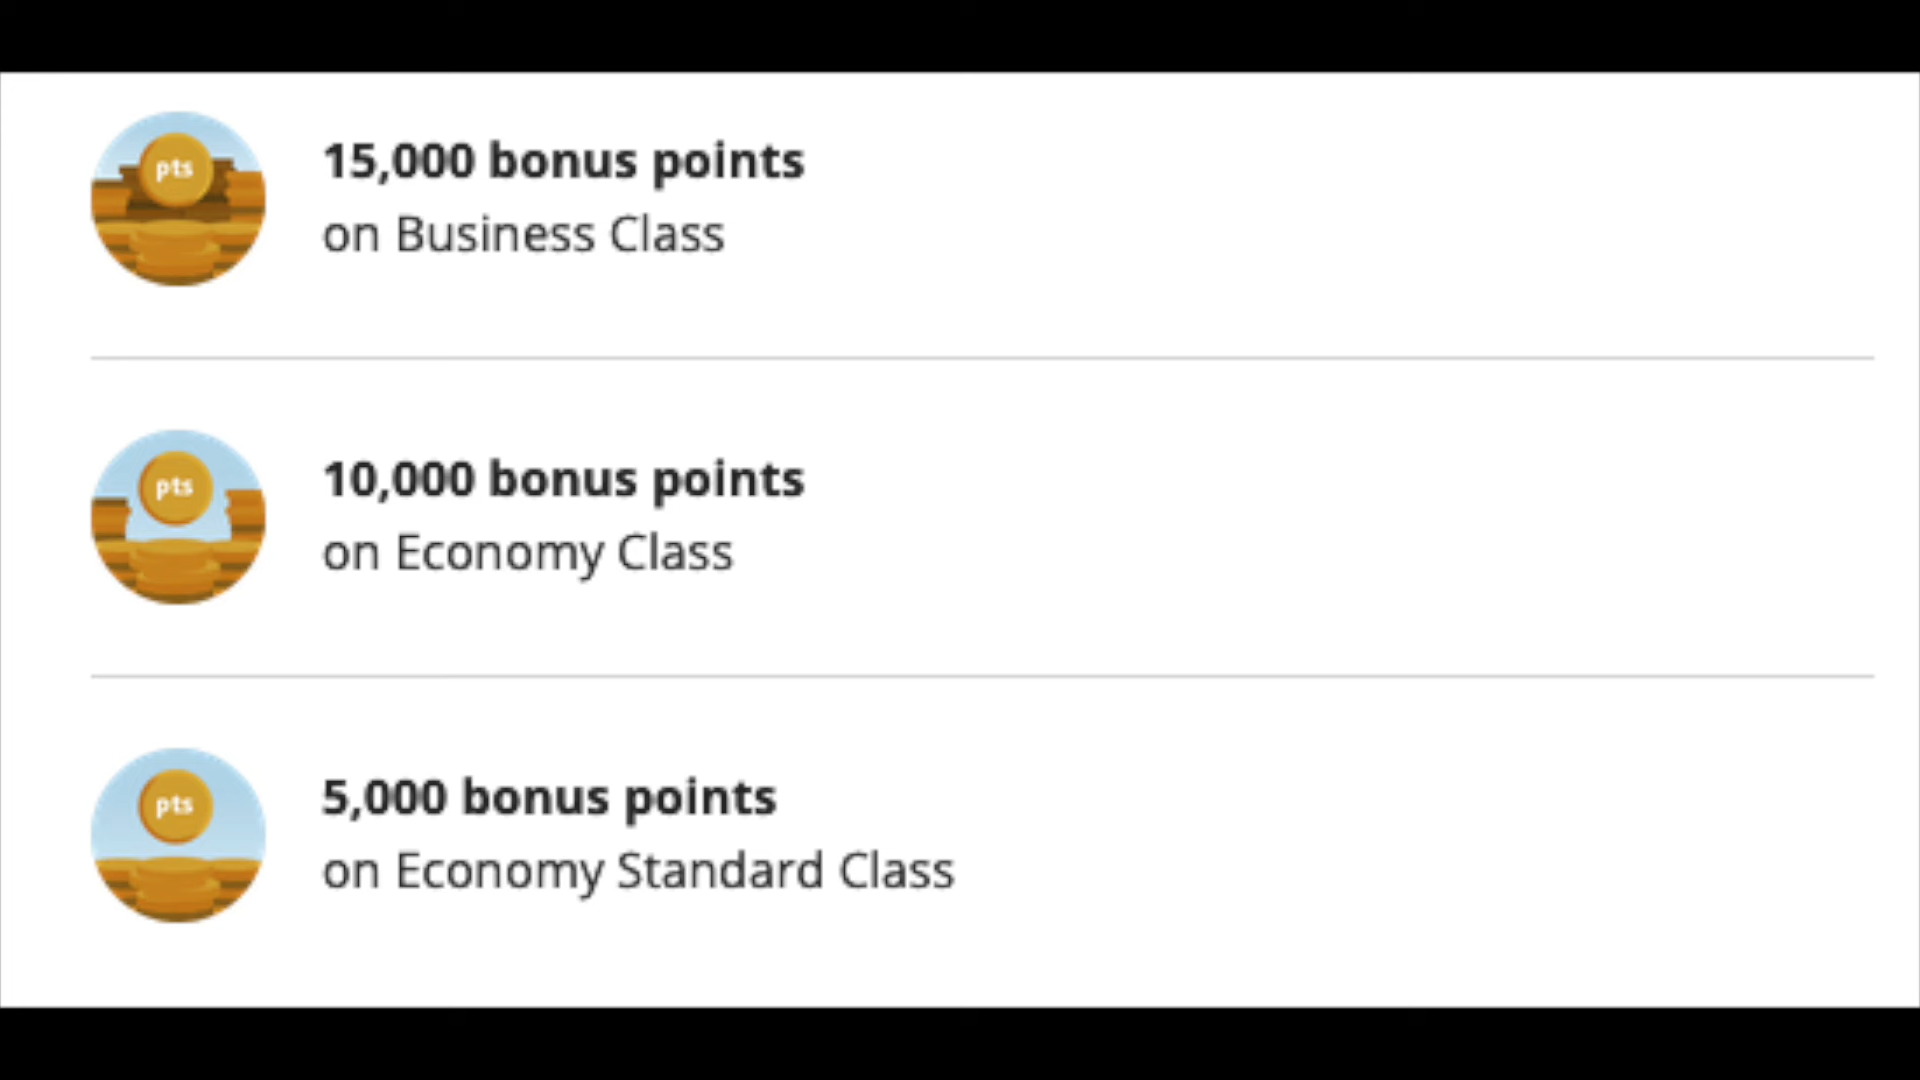 pts
15,000 bonus points
on Business Class
pts
10,000 bonus points
on Economy Class
pts
5,000 bonus points
on Economy Standard Class